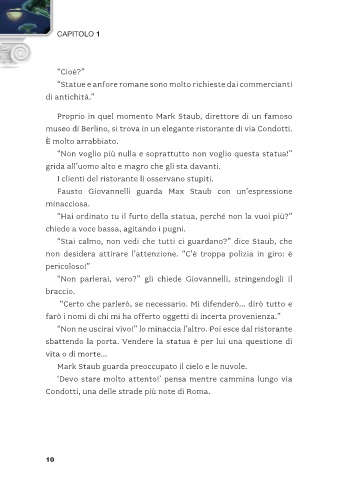 CAPITOLO 1
"Cioè?"
"Statue e anfore romane sono molto richieste dai commercianti
di antichità."
Proprio in quel momento Mark Staub, direttore di un famoso
museo di Berlino, si trova in un elegante ristorante di via Condotti.
È molto arrabbiato.
"Non voglio più nulla e soprattutto non voglio questa statua!"
grida all'uomo alto e magro che gli sta davanti.
I clienti del ristorante li osservano stupiti.
Fausto Giovannelli guarda Max Staub con un'espressione
minacciosa.
"Hai ordinato tu il furto della statua, perché non la vuoi più?"
chiede a voce bassa, agitando i pugni.
"Stai calmo, non vedi che tutti ci guardano?" dice Staub, che
non desidera attirare l'attenzione. "C'è troppa polizia in giro: è
pericoloso!"
"Non parlerai, vero?" gli chiede Giovannelli, stringendogli il
braccio.
"Certo che parlerò, se necessario. Mi difenderò... dirò tutto e
farò i nomi di chi mi ha offerto oggetti di incerta provenienza."
"Non ne uscirai vivo!" lo minaccia l'altro. Poi esce dal ristorante
sbattendo la porta. Vendere la statua è per lui una questione di
vita o di morte...
Mark Staub guarda preoccupato il cielo e le nuvole.
'Devo stare molto attento!' pensa mentre cammina lungo via
Condotti, una delle strade più note di Roma.
10